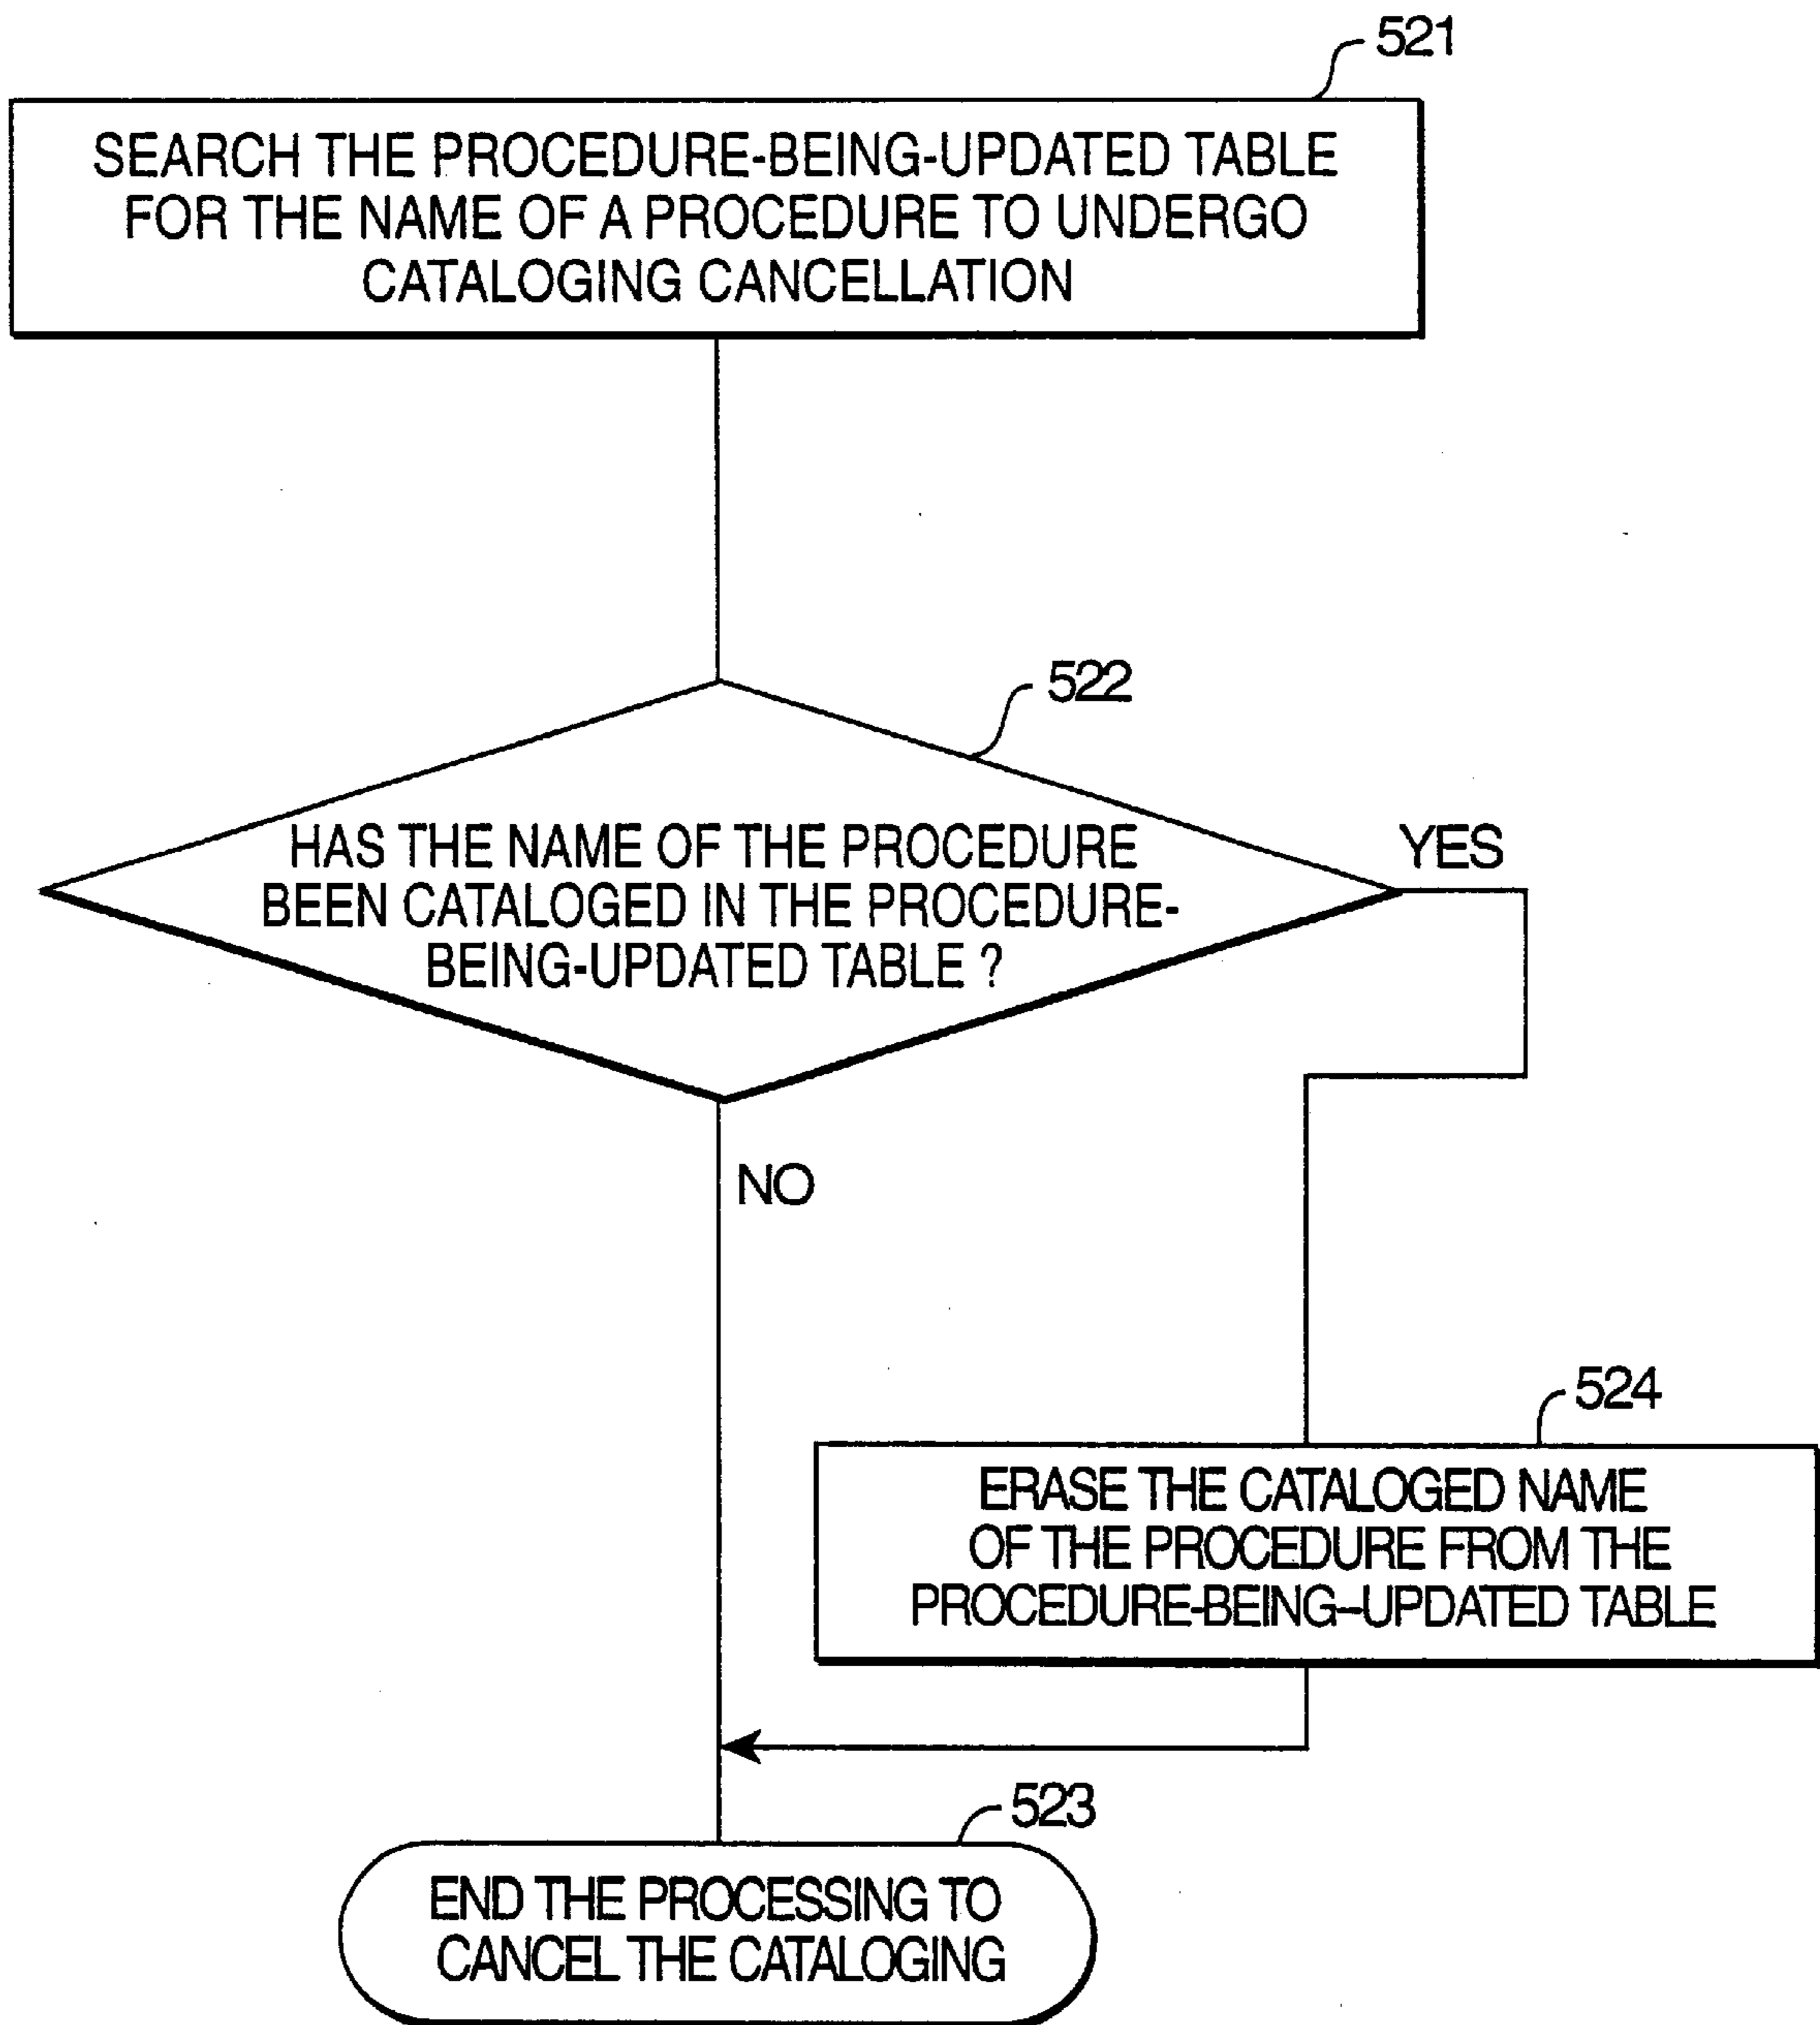 521
SEARCH THE PROCEDURE-BEING-UPDATED TABLE
FOR THE NAME OF A PROCEDURE TO UNDERGO
CATALOGING CANCELLATION
522
HAS THE NAME OF THE PROCEDURE
BEEN CATALOGED IN THE PROCEDURE-
BEING-UPDATED TABLE ?
YES
NO
524
ERASE THE CATALOGED NAME
OF THE PROCEDURE FROM THE
PROCEDURE-BEING-UPDATED TABLE
523
END THE PROCESSING TO
CANCEL THE CATALOGING